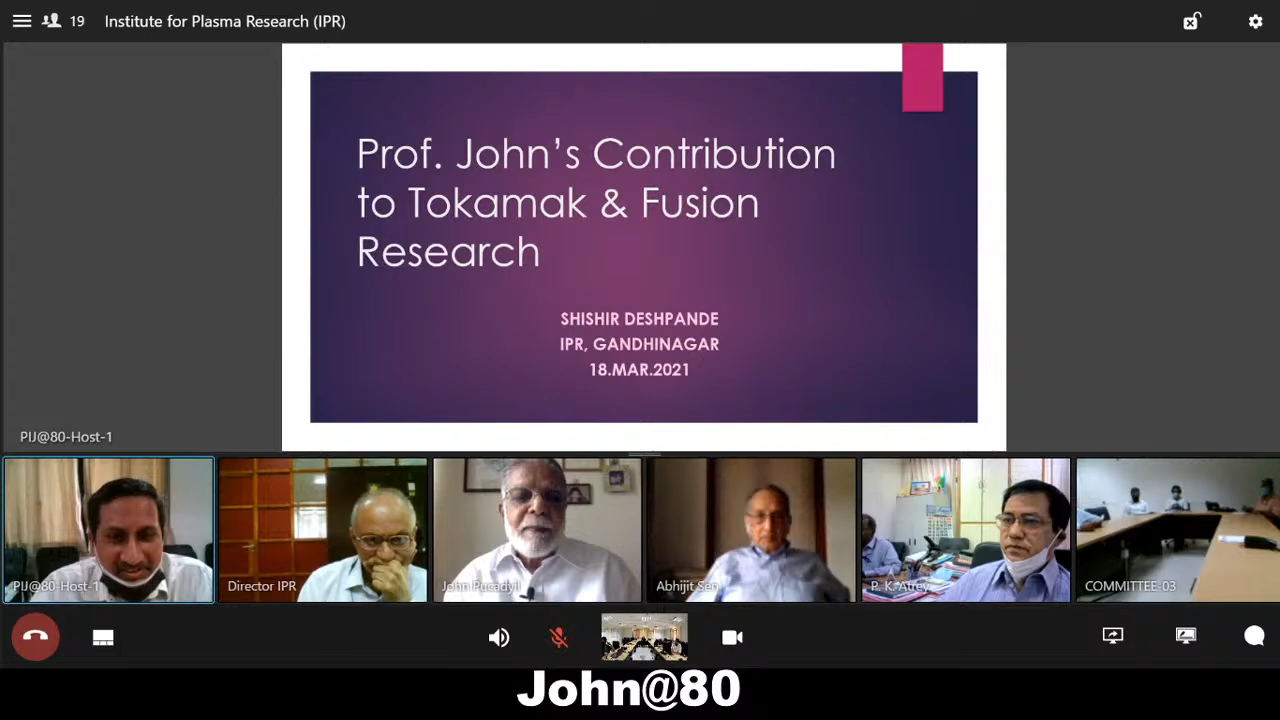 19 Institute for Plasma Research (IPR)
Prof. John's Contribution
to Tokamak & Fusion
Research
SHISHIR DESHPANDE
IPR, GANDHINAGAR
18.MAR.2021
PIJ@80-Host-1
PIJ@80-Host-1
Director IPR
John Pucadyil
Abhijit Sen
P. K. Atrey
COMMITTEE-03
John@80